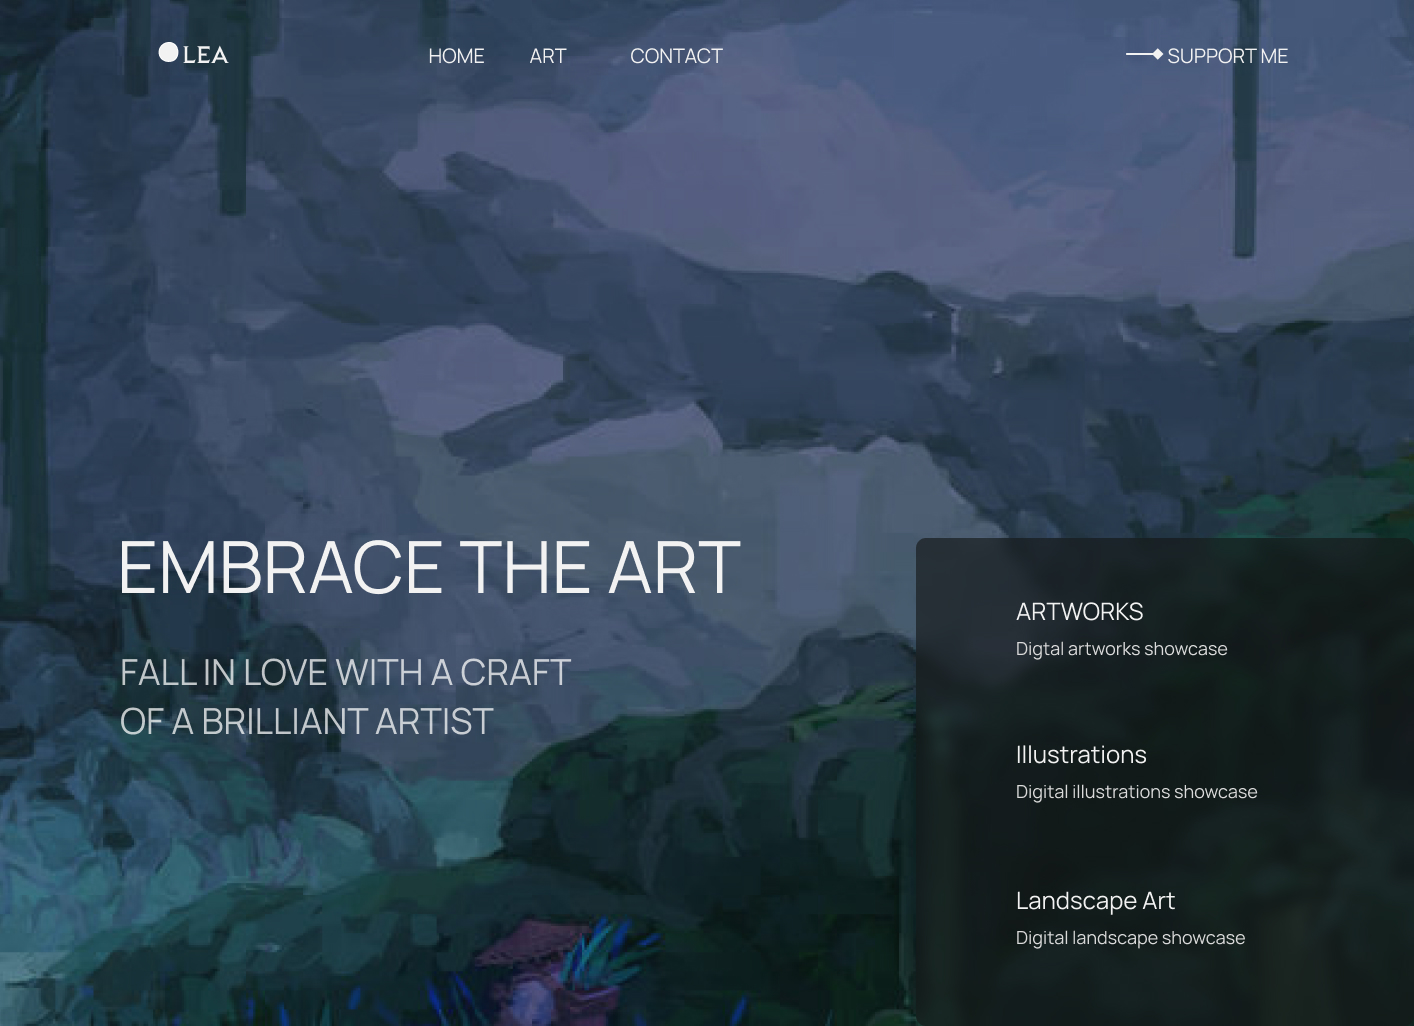 LEA
HOME ART CONTACT
SUPPORT ME
EMBRACE THE ART
FALL IN LOVE WITH A CRAFT
OF A BRILLIANT ARTIST
ARTWORKS
Digtal artworks showcase
Illustrations
Digital illustrations showcase
Landscape Art
Digital landscape showcase